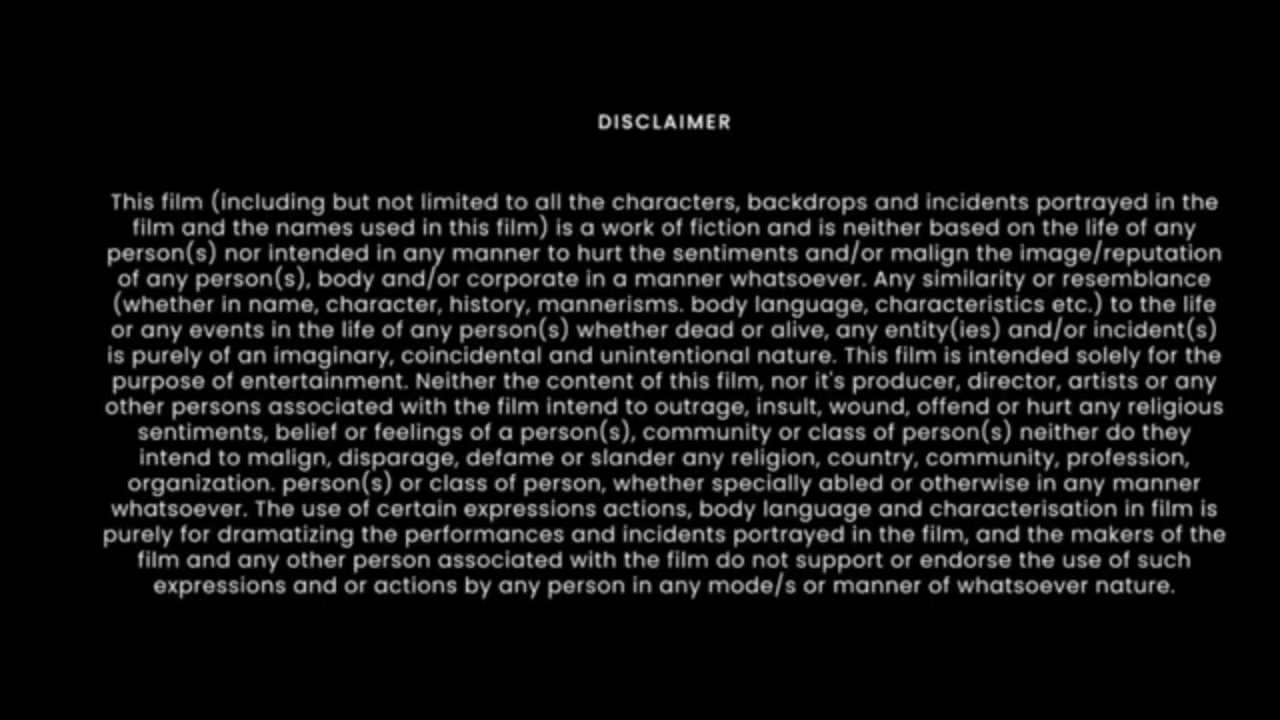 DISCLAIMER
This film (including but not limited to all the characters, backdrops and incidents portrayed in the
film and the names used in this film) is a work of fiction and is neither based on the life of any
person(s) nor intended in any manner to hurt the sentiments and/or malign the image/reputation
of any person(s), body and/or corporate in a manner whatsoever. Any similarity or resemblance
(whether in name, character, history, mannerisms. body language, characteristics etc.) to the life
or any events in the life of any person(s) whether dead or alive, any entity(ies) and/or incident(s)
is purely of an imaginary, coincidental and unintentional nature. This film is intended solely for the
purpose of entertainment. Neither the content of this film, nor it's producer, director, artists or any
other persons associated with the film intend to outrage, insult, wound, offend or hurt any religious
sentiments, belief or feelings of a person(s), community or class of person(s) neither do they
intend to malign, disparage, defame or slander any religion, country, community, profession,
organization. person(s) or class of person, whether specially abled or otherwise in any manner
whatsoever. The use of certain expressions actions, body language and characterisation in film is
purely for dramatizing the performances and incidents portrayed in the film, and the makers of the
film and any other person associated with the film do not support or endorse the use of such
expressions and or actions by any person in any mode/s or manner of whatsoever nature.